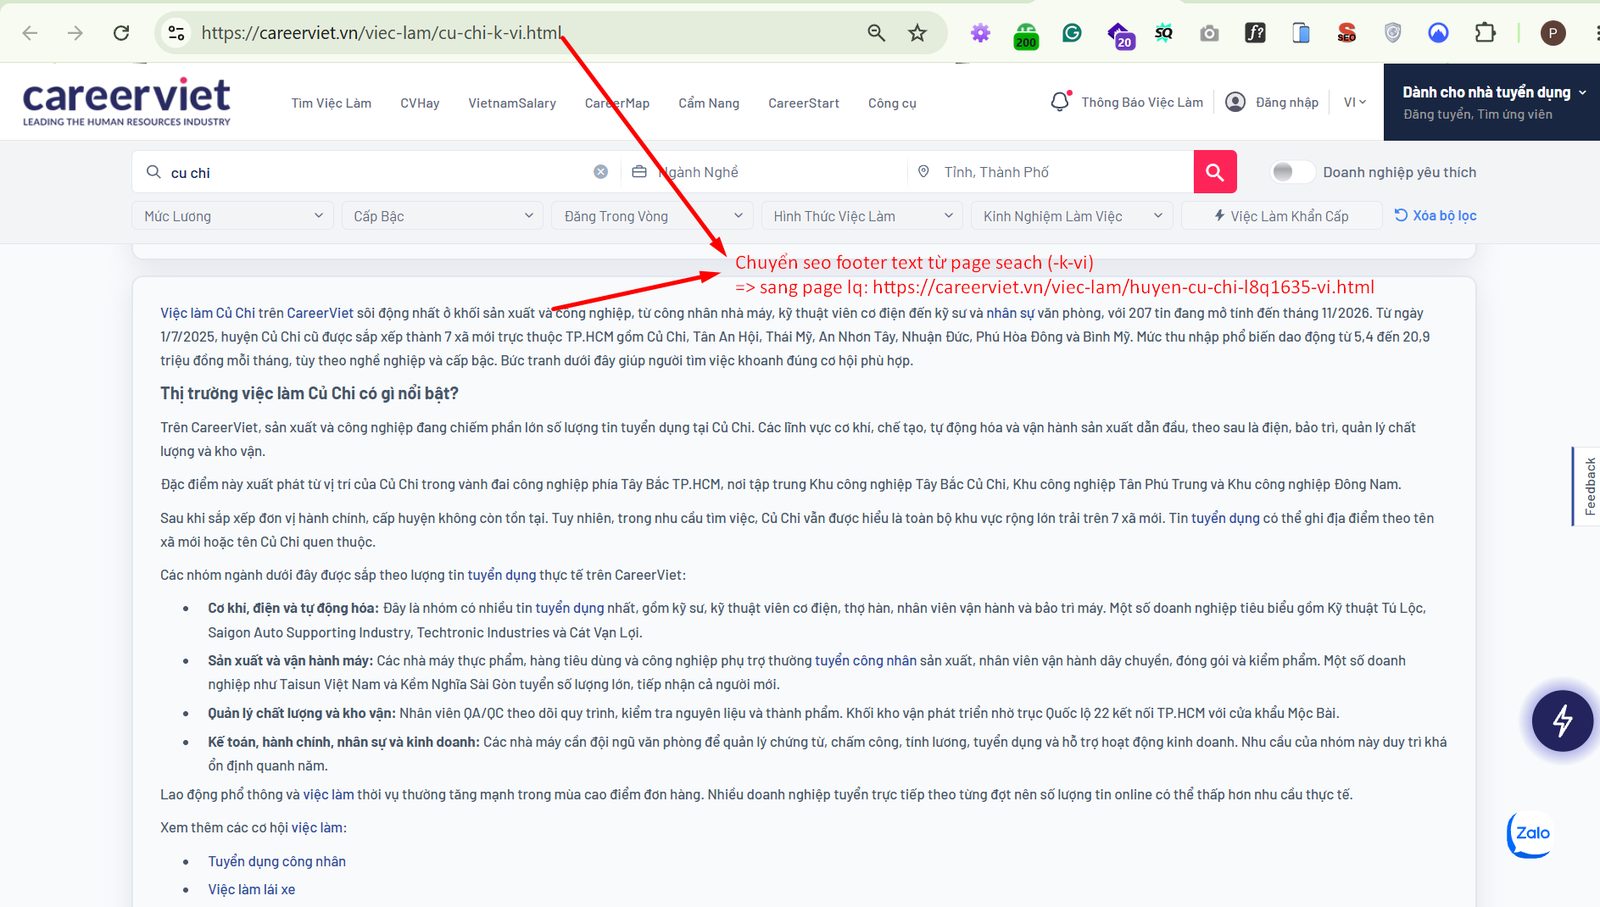 https://careerviet.vn/viec-lam/cu-chi-k-vi.html
200
20
SQ
f?
SEO
P
careerviet
LEADING THE HUMAN RESOURCES INDUSTRY
Tìm Việc Làm
CVHay
VietnamSalary
CareerMap
Cẩm Nang
CareerStart
Công cụ
Thông Báo Việc Làm
Đăng nhập
VI
Dành cho nhà tuyển dụng
Đăng tuyển, Tìm ứng viên
cu chi
Ngành Nghề
Tỉnh, Thành Phố
Doanh nghiệp yêu thích
Mức Lương
Cấp Bậc
Đăng Trong Vòng
Hình Thức Việc Làm
Kinh Nghiệm Làm Việc
Việc Làm Khẩn Cấp
Xóa bộ lọc
Chuyển seo footer text từ page seach (-k-vi)
=> sang page lq: https://careerviet.vn/viec-lam/huyen-cu-chi-l8q1635-vi.html
Việc làm Củ Chi trên CareerViet sôi động nhất ở khối sản xuất và công nghiệp, từ công nhân nhà máy, kỹ thuật viên cơ điện đến kỹ sư và nhân sự văn phòng, với 207 tin đang mở tính đến tháng 11/2026. Từ ngày
1/7/2025, huyện Củ Chi cũ được sắp xếp thành 7 xã mới trực thuộc TP.HCM gồm Củ Chi, Tân An Hội, Thái Mỹ, An Nhơn Tây, Nhuận Đức, Phú Hòa Đông và Bình Mỹ. Mức thu nhập phổ biến dao động từ 5,4 đến 20,9
triệu đồng mỗi tháng, tùy theo nghề nghiệp và cấp bậc. Bức tranh dưới đây giúp người tìm việc khoanh đúng cơ hội phù hợp.
Thị trường việc làm Củ Chi có gì nổi bật?
Trên CareerViet, sản xuất và công nghiệp đang chiếm phần lớn số lượng tin tuyển dụng tại Củ Chi. Các lĩnh vực cơ khí, chế tạo, tự động hóa và vận hành sản xuất dẫn đầu, theo sau là điện, bảo trì, quản lý chất
lượng và kho vận.
Đặc điểm này xuất phát từ vị trí của Củ Chi trong vành đai công nghiệp phía Tây Bắc TP.HCM, nơi tập trung Khu công nghiệp Tây Bắc Củ Chi, Khu công nghiệp Tân Phú Trung và Khu công nghiệp Đông Nam.
Sau khi sắp xếp đơn vị hành chính, cấp huyện không còn tồn tại. Tuy nhiên, trong nhu cầu tìm việc, Củ Chi vẫn được hiểu là toàn bộ khu vực rộng lớn trải trên 7 xã mới. Tin tuyển dụng có thể ghi địa điểm theo tên
xã mới hoặc tên Củ Chi quen thuộc.
Các nhóm ngành dưới đây được sắp theo lượng tin tuyển dụng thực tế trên CareerViet:
• Cơ khí, điện và tự động hóa: Đây là nhóm có nhiều tin tuyển dụng nhất, gồm kỹ sư, kỹ thuật viên cơ điện, thợ hàn, nhân viên vận hành và bảo trì máy. Một số doanh nghiệp tiêu biểu gồm Kỹ thuật Tú Lộc,
Saigon Auto Supporting Industry, Techtronic Industries và Cát Vạn Lợi.
• Sản xuất và vận hành máy: Các nhà máy thực phẩm, hàng tiêu dùng và công nghiệp phụ trợ thường tuyển công nhân sản xuất, nhân viên vận hành dây chuyền, đóng gói và kiểm phẩm. Một số doanh
nghiệp như Taisun Việt Nam và Kềm Nghĩa Sài Gòn tuyển số lượng lớn, tiếp nhận cả người mới.
• Quản lý chất lượng và kho vận: Nhân viên QA/QC theo dõi quy trình, kiểm tra nguyên liệu và thành phẩm. Khối kho vận phát triển nhờ trục Quốc lộ 22 kết nối TP.HCM với cửa khẩu Mộc Bài.
• Kế toán, hành chính, nhân sự và kinh doanh: Các nhà máy cần đội ngũ văn phòng để quản lý chứng từ, chấm công, tính lương, tuyển dụng và hỗ trợ hoạt động kinh doanh. Nhu cầu của nhóm này duy trì khá
ổn định quanh năm.
Lao động phổ thông và việc làm thời vụ thường tăng mạnh trong mùa cao điểm đơn hàng. Nhiều doanh nghiệp tuyển trực tiếp theo từng đợt nên số lượng tin online có thể thấp hơn nhu cầu thực tế.
Xem thêm các cơ hội việc làm:
• Tuyển dụng công nhân
• Việc làm lái xe
Feedback
Zalo